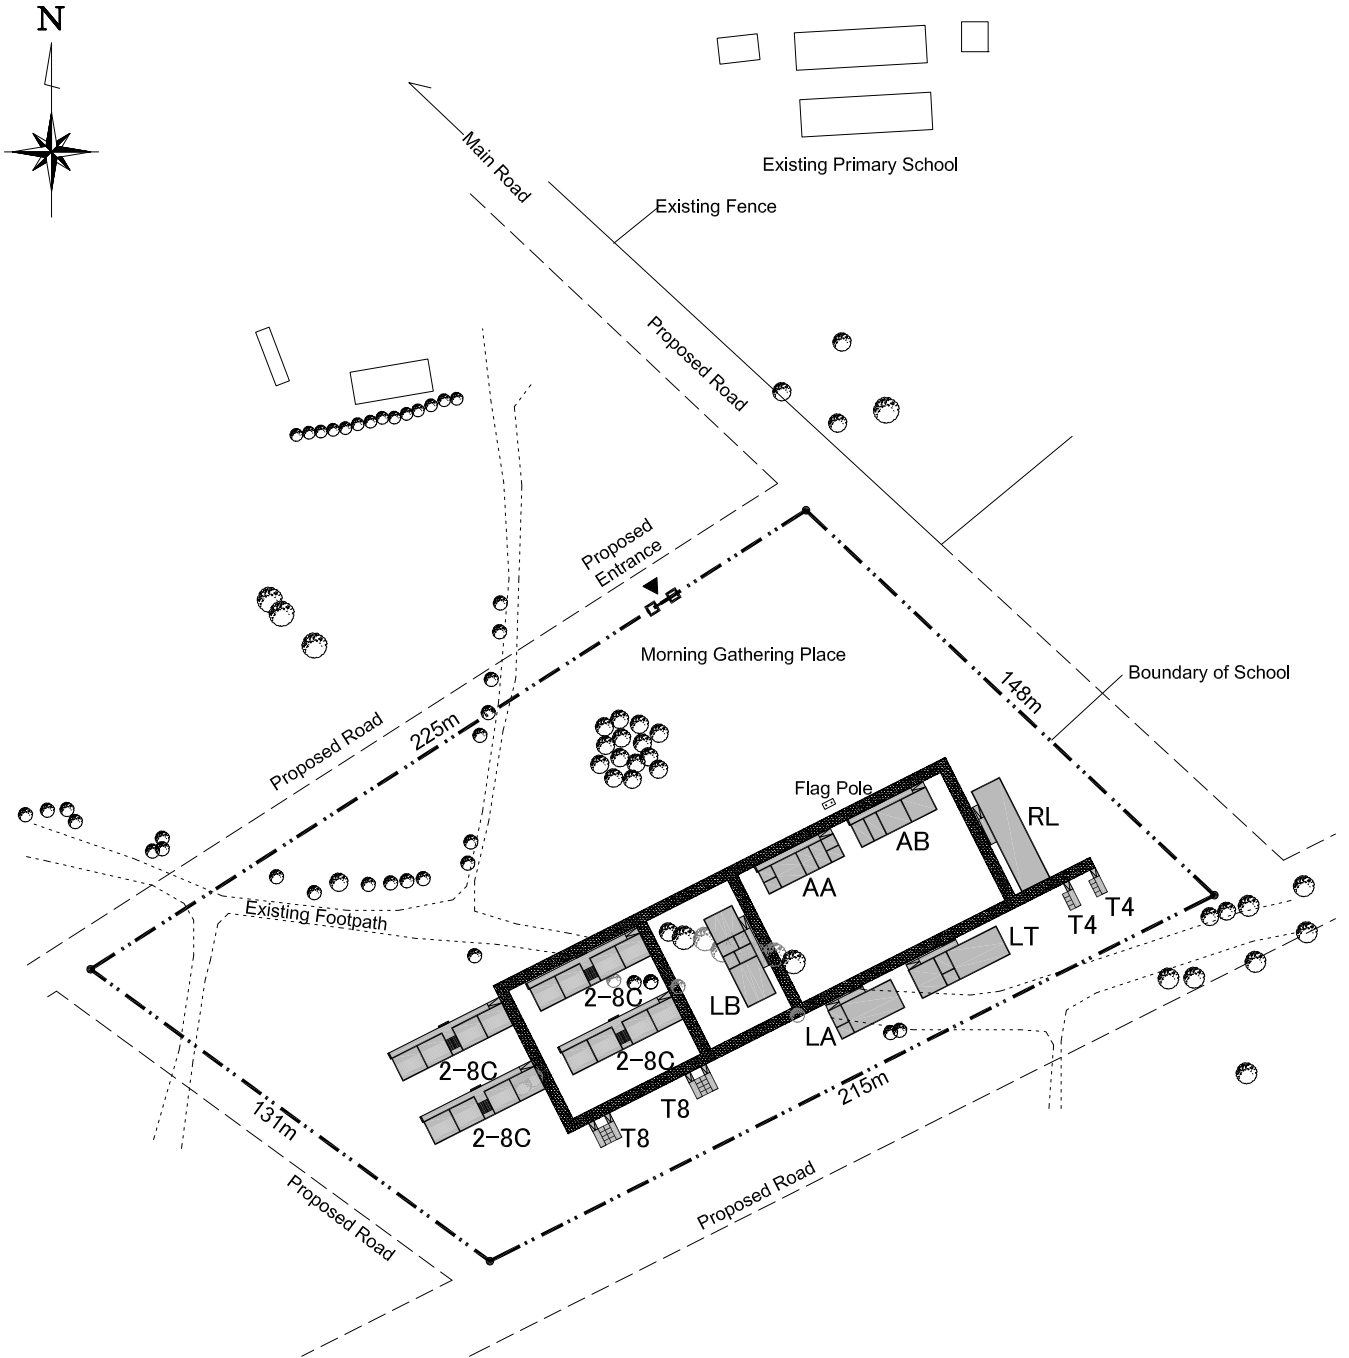 N
Main Road
Existing Primary School
Existing Fence
Proposed Road
Proposed
Entrance
Morning Gathering Place
Boundary of School
148m
225m
Proposed Road
Flag Pole
RL
AB
AA
Existing Footpath
T4
T4
LT
2-8C
LB
LA
2-8C
2-8C
215m
T8
131m
2-8C
T8
Proposed Road
Proposed Road